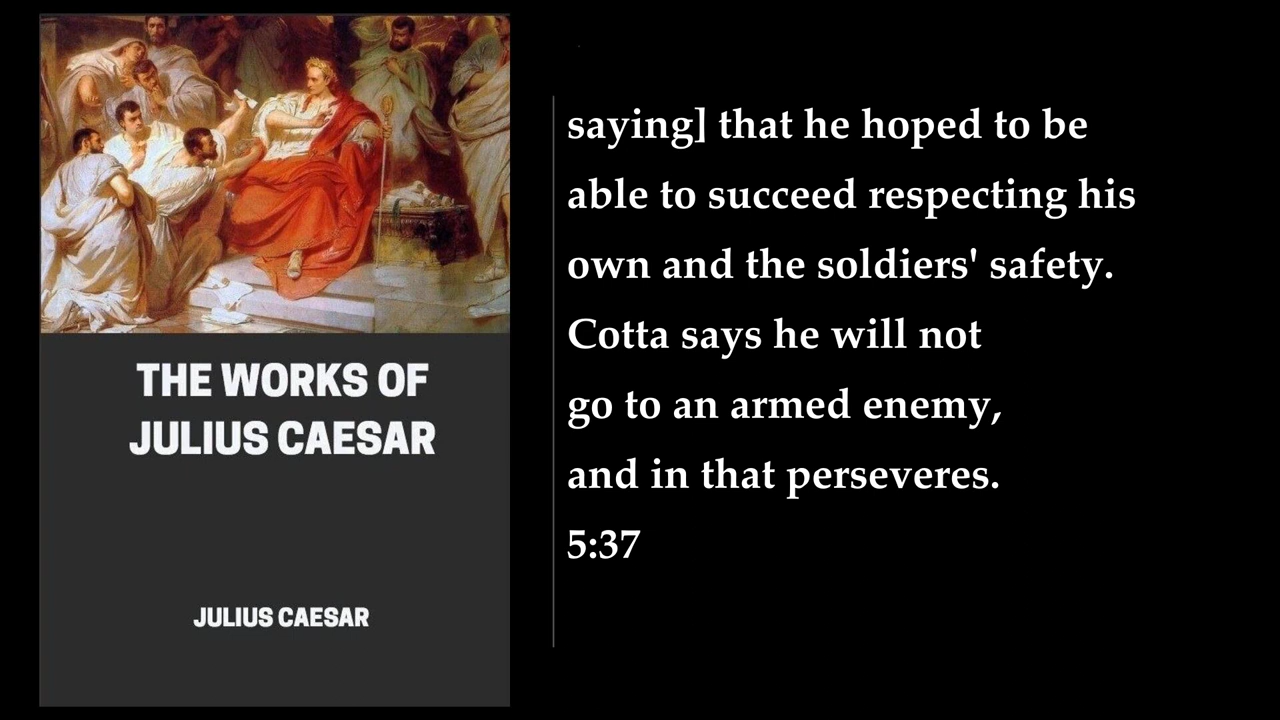 THE WORKS OF
JULIUS CAESAR
JULIUS CAESAR
saying] that he hoped to be
able to succeed respecting his
own and the soldiers' safety.
Cotta says he will not
go to an armed enemy,
and in that perseveres.
5:37